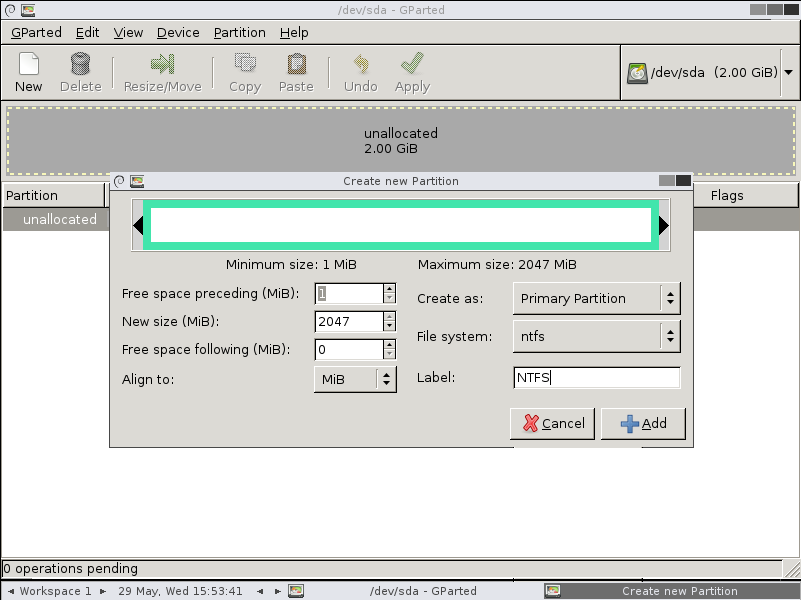 /dev/sda - GParted
GParted Edit View Device Partition Help
New Delete Resize/Move Copy Paste Undo Apply /dev/sda (2.00 GiB)
unallocated
2.00 GiB
Create new Partition
Partition Flags
unallocated
Minimum size: 1 MiB Maximum size: 2047 MiB
Free space preceding (MiB): 1 Create as: Primary Partition
New size (MiB): 2047
File system: ntfs
Free space following (MiB): 0
Align to: MiB Label: NTFS
Cancel Add
0 operations pending
Workspace 1 29 May, Wed 15:53:41 /dev/sda - GParted Create new Partition